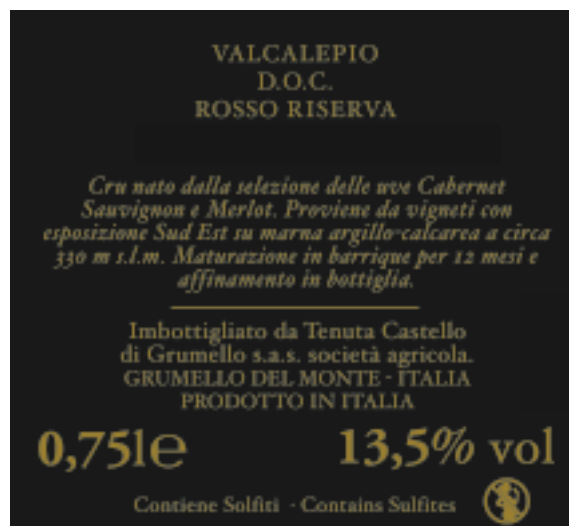 VALCALEPIO
D.O.C.
ROSSO RISERVA
Cru nato dalla selezione delle uve Cabernet
Sauvignon e Merlot. Proviene da vigneti con
esposizione Sud Est su marna argillo-calcarea a circa
330 m s.l.m. Maturazione in barrique per 12 mesi e
affinamento in bottiglia.
Imbottigliato da Tenuta Castello
di Grumello s.a.s. società agricola.
GRUMELLO DEL MONTE - ITALIA
PRODOTTO IN ITALIA
0,75l℮ 13,5% vol
Contiene Solfiti - Contains Sulfites